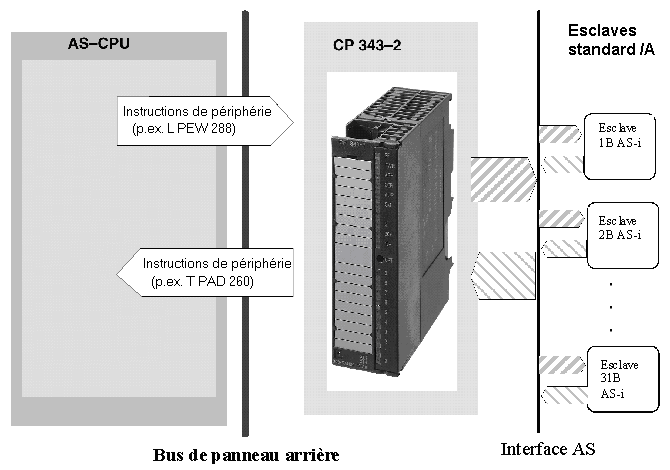 AS–CPU
CP 343–2
Esclaves
standard /A
Instructions de périphérie
(p.ex. L PEW 288)
Esclave
1B AS-i
Esclave
2B AS-i
Instructions de périphérie
(p.ex. T PAD 260)
Esclave
31B
AS-i
Bus de panneau arrière
Interface AS